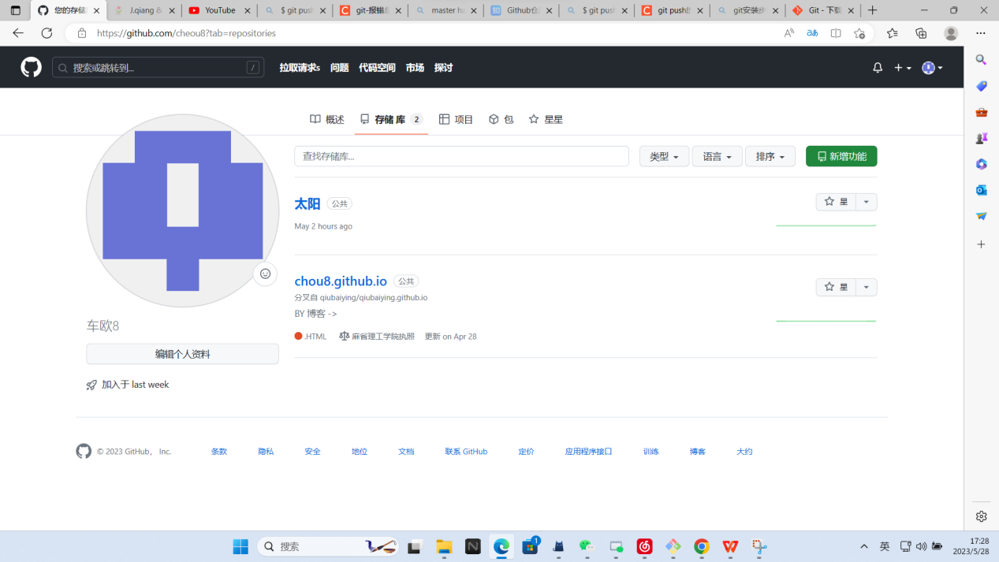 您的存储
J.qiang &
YouTube
$ git push
git-报错
master ha
Github仓
$ git push
git push的
git安装步
Git - 下载
https://github.com/cheou8?tab=repositories
搜索或跳转到...
/
拉取请求s 问题 代码空间 市场 探讨
概述 存储 库 2 项目 包 星星
查找存储库...
类型 语言 排序 新增功能
太阳 公共
星
May 2 hours ago
chou8.github.io 公共
星
分叉自 qiubaiying/qiubaiying.github.io
BY 博客 ->
.HTML 麻省理工学院执照 更新 on Apr 28
车欧8
编辑个人资料
加入于 last week
© 2023 GitHub， Inc. 条款 隐私 安全 地位 文档 联系 GitHub 定价 应用程序接口 训练 博客 大约
搜索
1
英
17:28
2023/5/28